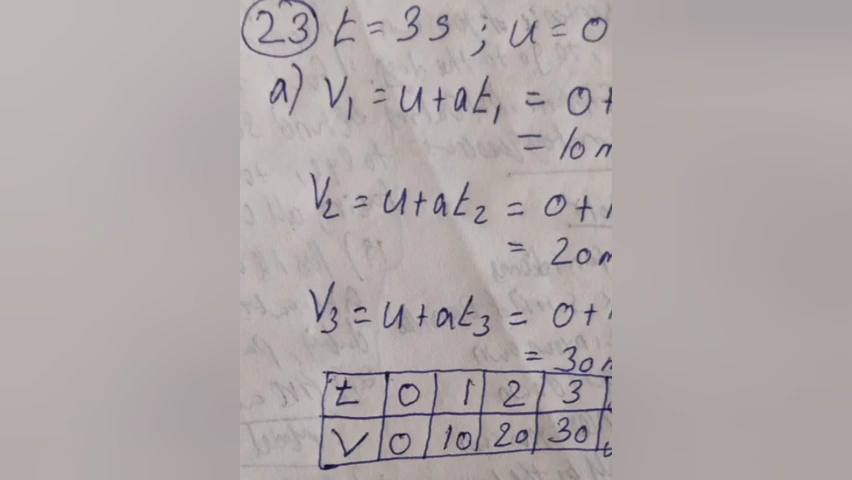 23 t = 3s ; u = 0
a) V1 = u+at1 = 0+
= 10
V2 = u+at2 = 0+
= 20
V3 = u+at3 = 0+
= 30
t 0 1 2 3
V 0 10 20 30